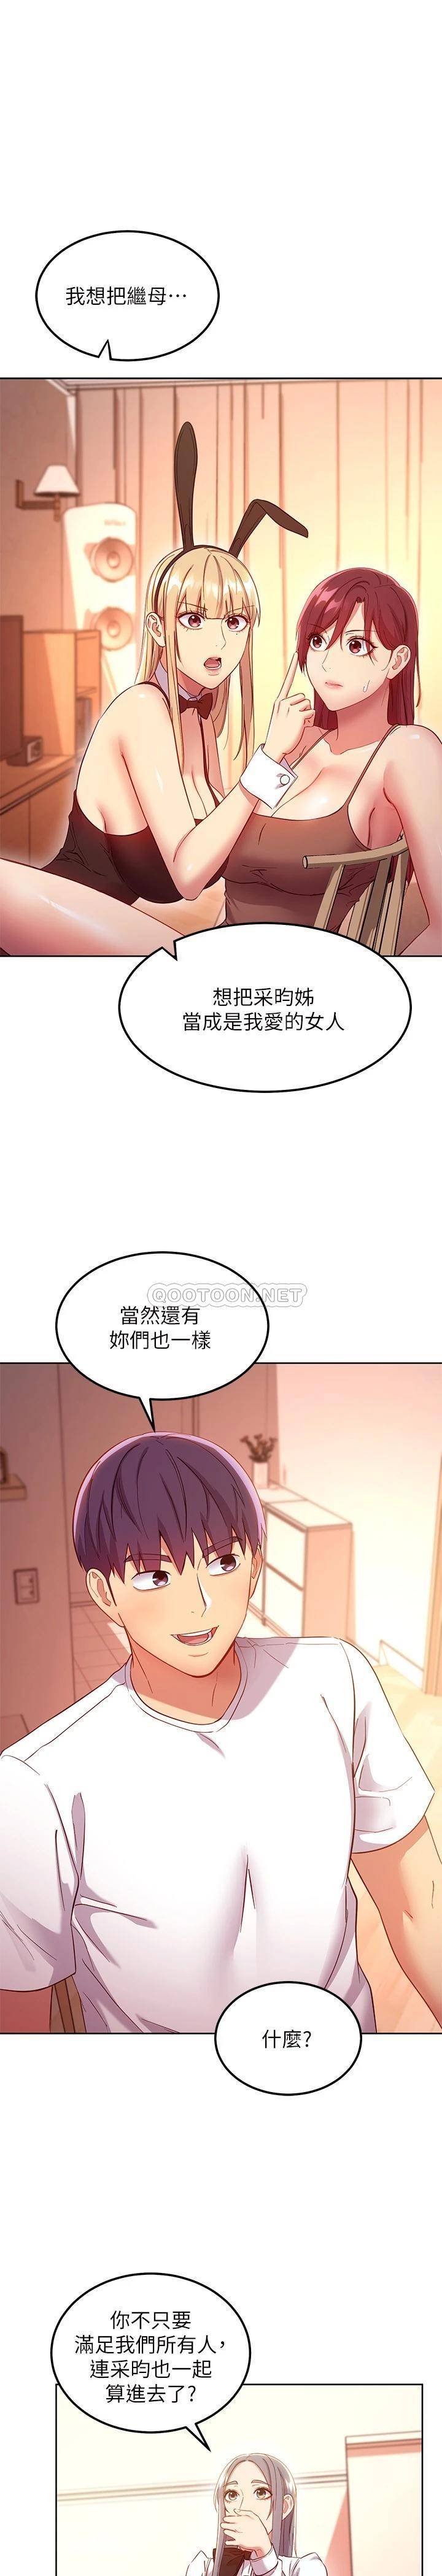 我想把繼母⋯
想把采昀姊
當成是我愛的女人
QOOTOON.NET
當然還有
妳們也一樣
什麼?
你不只要
滿足我們所有人,
連采昀也一起
算進去了?